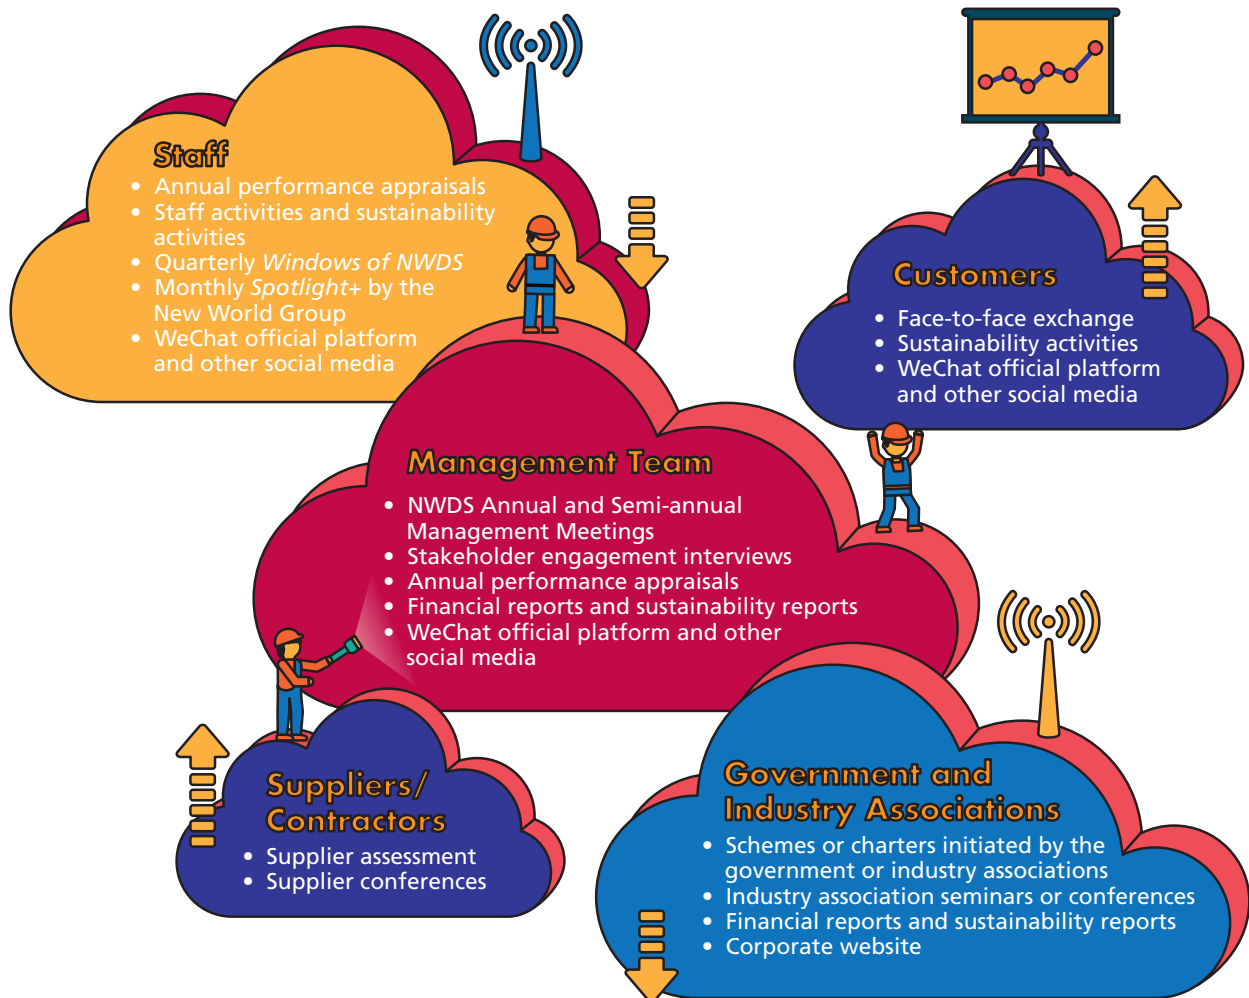 Staff
• Annual performance appraisals
• Staff activities and sustainability
activities
• Quarterly Windows of NWDS
• Monthly Spotlight+ by the
New World Group
• WeChat official platform
and other social media
Customers
• Face-to-face exchange
• Sustainability activities
• WeChat official platform
and other social media
Management Team
• NWDS Annual and Semi-annual
Management Meetings
• Stakeholder engagement interviews
• Annual performance appraisals
• Financial reports and sustainability reports
• WeChat official platform and other
social media
Suppliers/
Contractors
• Supplier assessment
• Supplier conferences
Government and
Industry Associations
• Schemes or charters initiated by the
government or industry associations
• Industry association seminars or conferences
• Financial reports and sustainability reports
• Corporate website